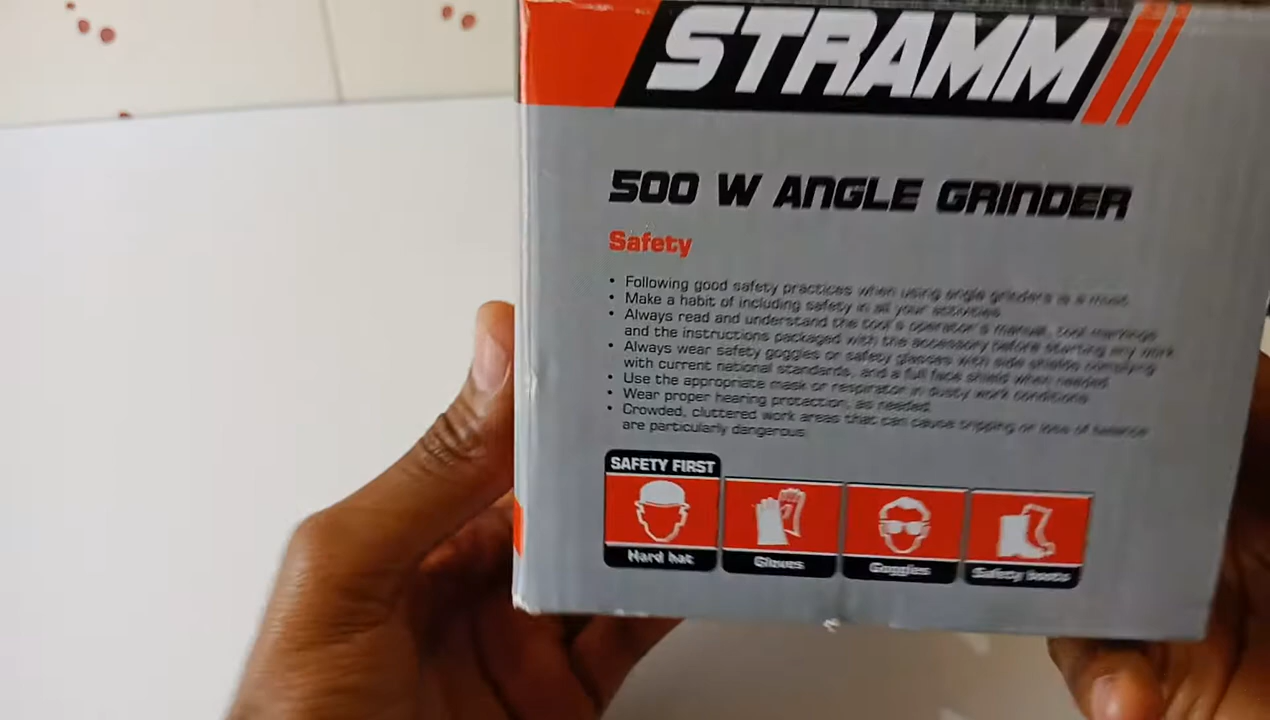 STRAMM
500 W ANGLE GRINDER
Safety
• Following good safety practices when using angle grinders is a must.
• Make a habit of including safety in all your activities.
• Always read and understand the tool's operator's manual, tool markings
and the instructions packaged with the accessory before starting any work.
• Always wear safety goggles or safety glasses with side shields complying
with current national standards, and a full face shield when needed.
• Use the appropriate mask or respirator in dusty work conditions.
• Wear proper hearing protection, as needed.
• Crowded, cluttered work areas that can cause tripping or loss of balance
are particularly dangerous.
SAFETY FIRST
Hard hat
Gloves
Goggles
Safety boots